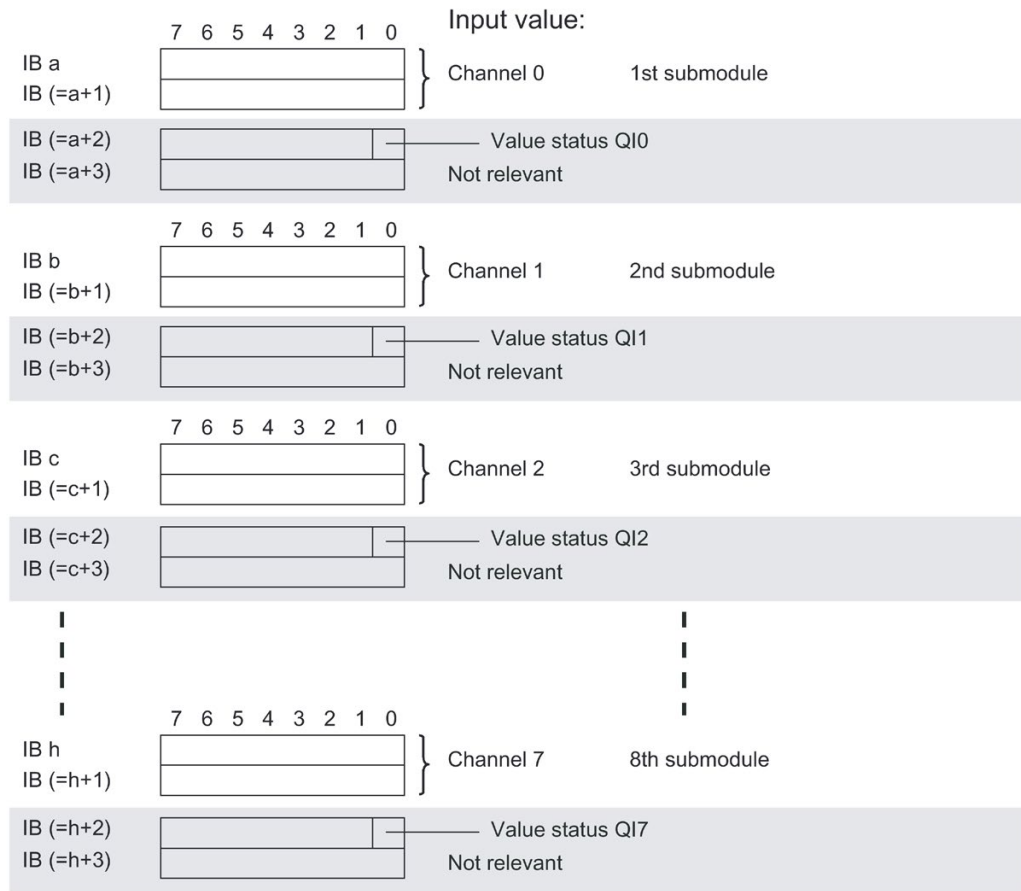 Input value:
7 6 5 4 3 2 1 0
IB a
Channel 0 1st submodule
IB (=a+1)
IB (=a+2) Value status QI0
IB (=a+3) Not relevant
7 6 5 4 3 2 1 0
IB b
Channel 1 2nd submodule
IB (=b+1)
IB (=b+2) Value status QI1
IB (=b+3) Not relevant
7 6 5 4 3 2 1 0
IB c
Channel 2 3rd submodule
IB (=c+1)
IB (=c+2) Value status QI2
IB (=c+3) Not relevant
7 6 5 4 3 2 1 0
IB h
Channel 7 8th submodule
IB (=h+1)
IB (=h+2) Value status QI7
IB (=h+3) Not relevant